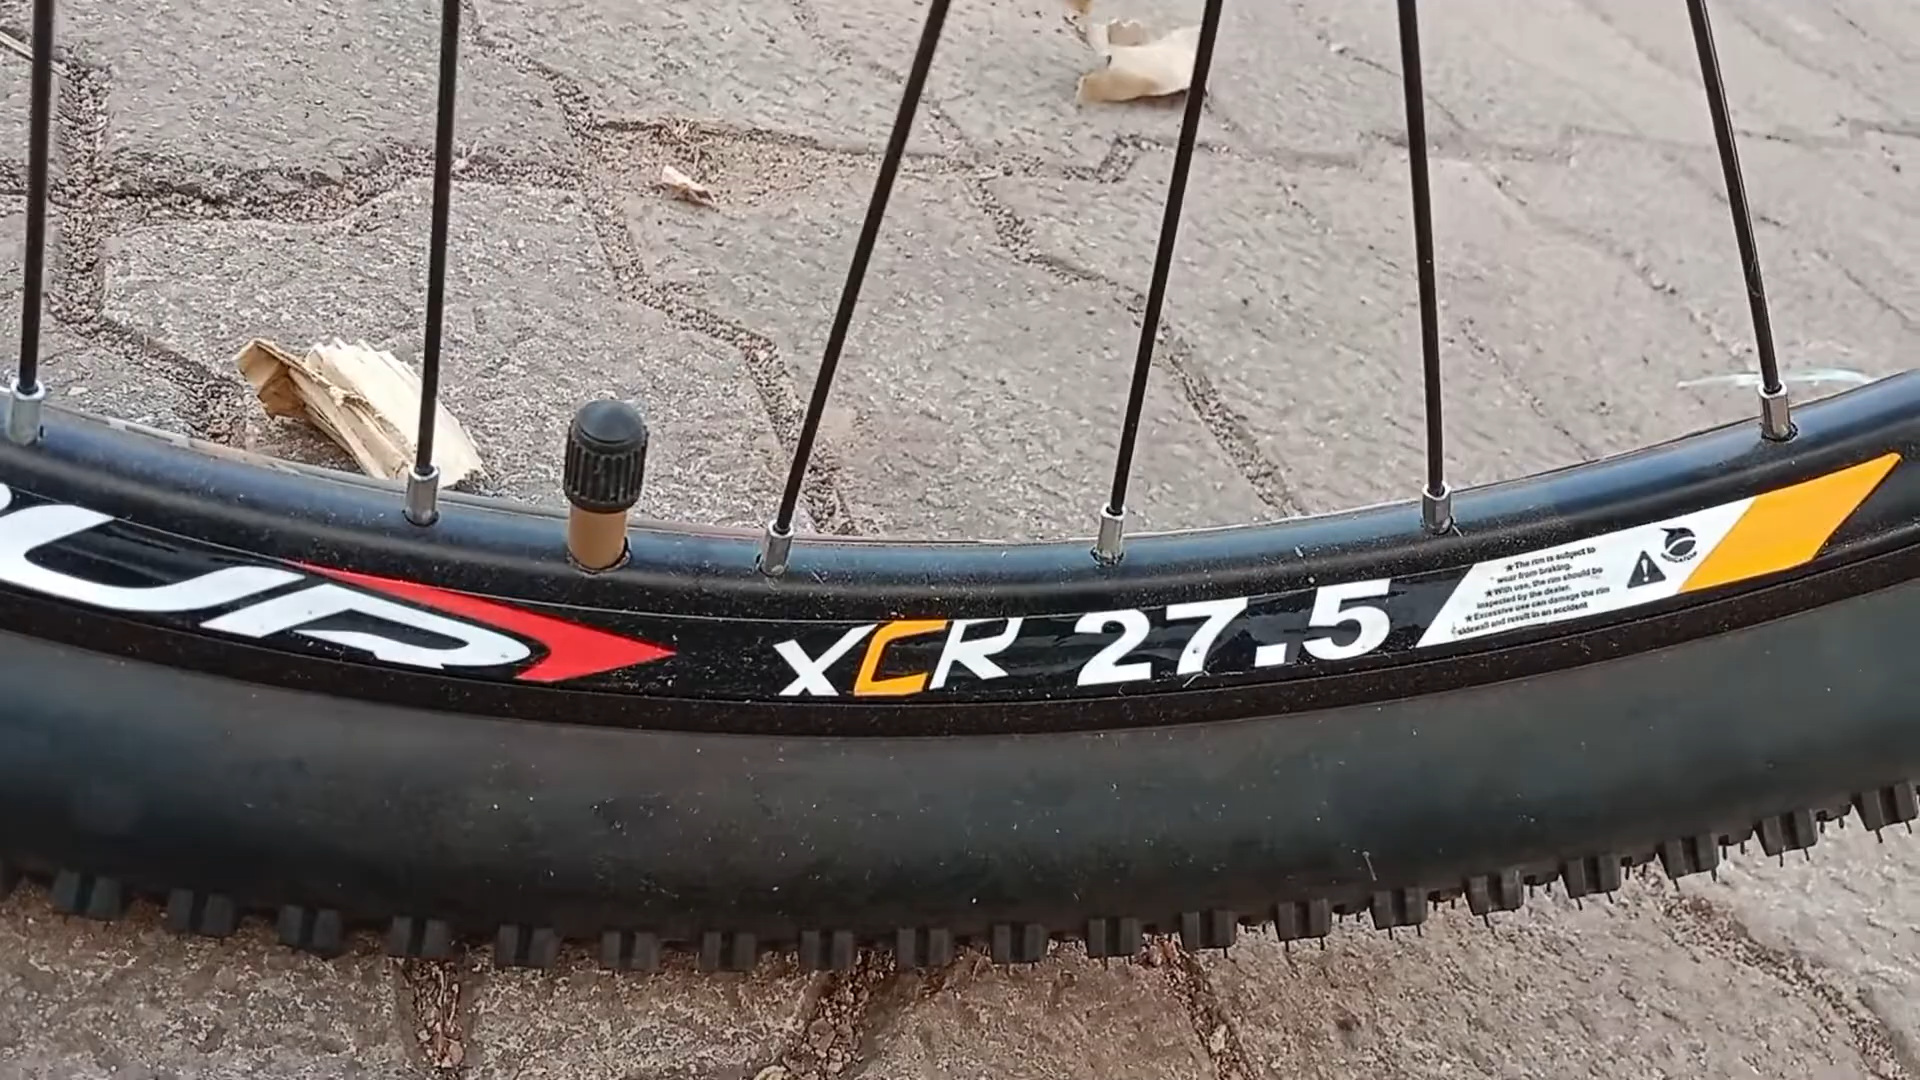 UR
XCR 27.5
★The rim is subject to
wear from braking.
★With use, the rim should be
inspected by the dealer.
★Excessive use can damage the rim
sidewall and result in an accident